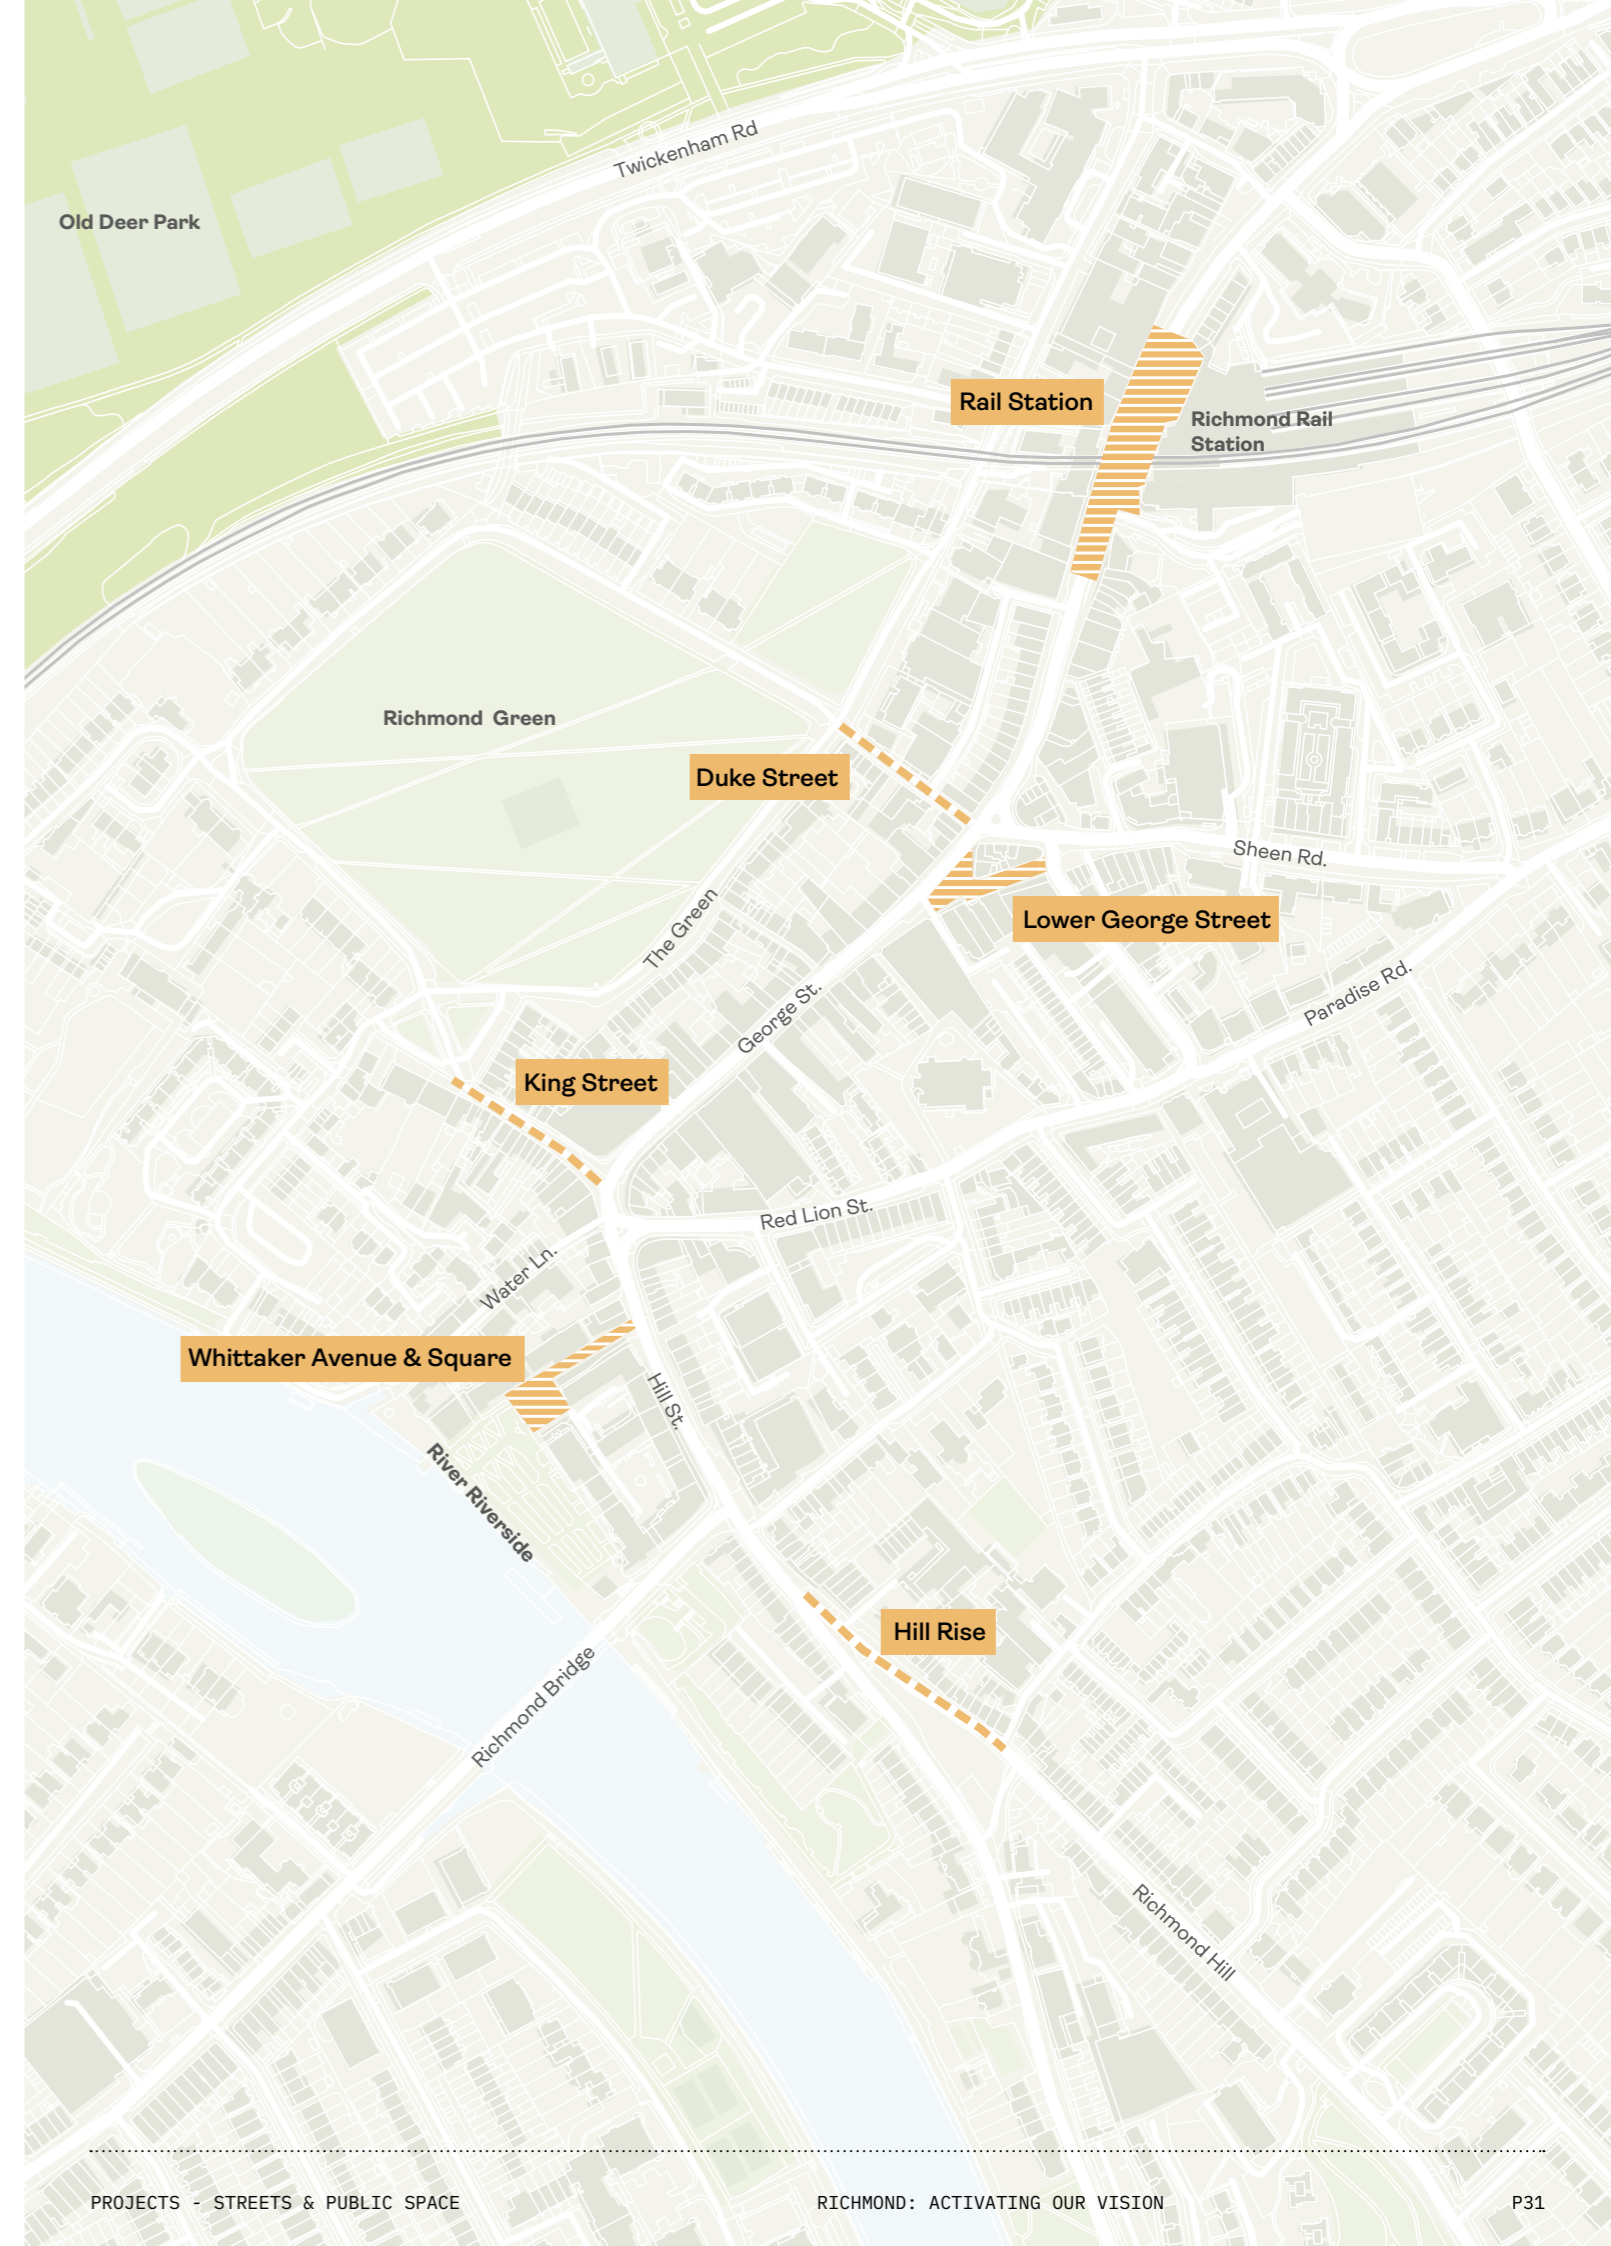 Twickenham Rd
Old Deer Park
Rail Station
Richmond Rail
Station
Richmond Green
Duke Street
Sheen Rd.
Lower George Street
The Green
Paradise Rd.
George St.
King Street
Red Lion St.
Water Ln.
Whittaker Avenue & Square
Hill St.
River Riverside
Hill Rise
Richmond Bridge
Richmond Hill
PROJECTS - STREETS & PUBLIC SPACE
RICHMOND: ACTIVATING OUR VISION
P31